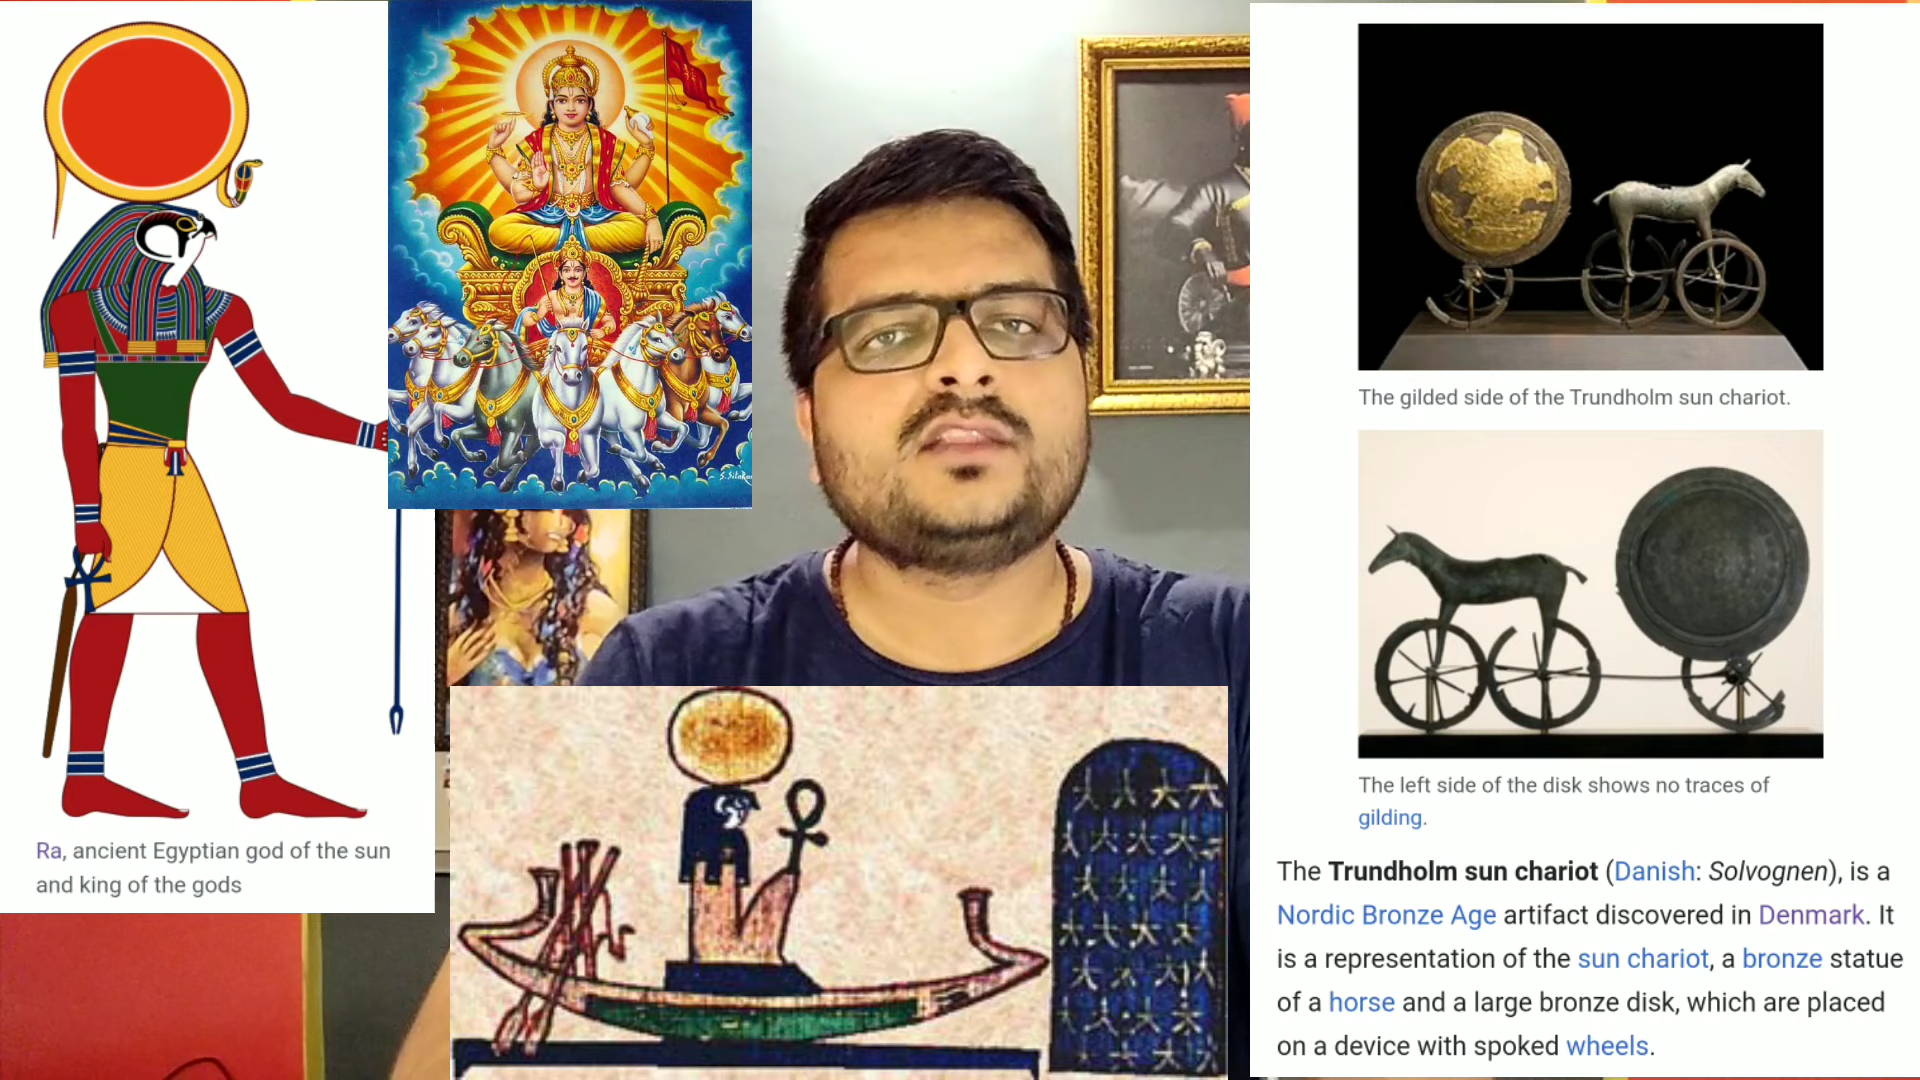 Ra, ancient Egyptian god of the sun
and king of the gods
The gilded side of the Trundholm sun chariot.
The left side of the disk shows no traces of
gilding.
The Trundholm sun chariot (Danish: Solvognen), is a
Nordic Bronze Age artifact discovered in Denmark. It
is a representation of the sun chariot, a bronze statue
of a horse and a large bronze disk, which are placed
on a device with spoked wheels.